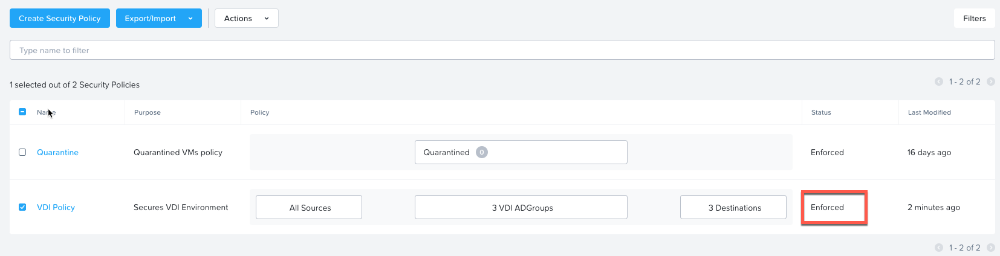 Create Security Policy Export/Import Actions Filters
Type name to filter
1 selected out of 2 Security Policies 1 - 2 of 2
Name Purpose Policy Status Last Modified
Quarantine Quarantined VMs policy Quarantined 0 Enforced 16 days ago
VDI Policy Secures VDI Environment All Sources 3 VDI ADGroups 3 Destinations Enforced 2 minutes ago
1 - 2 of 2